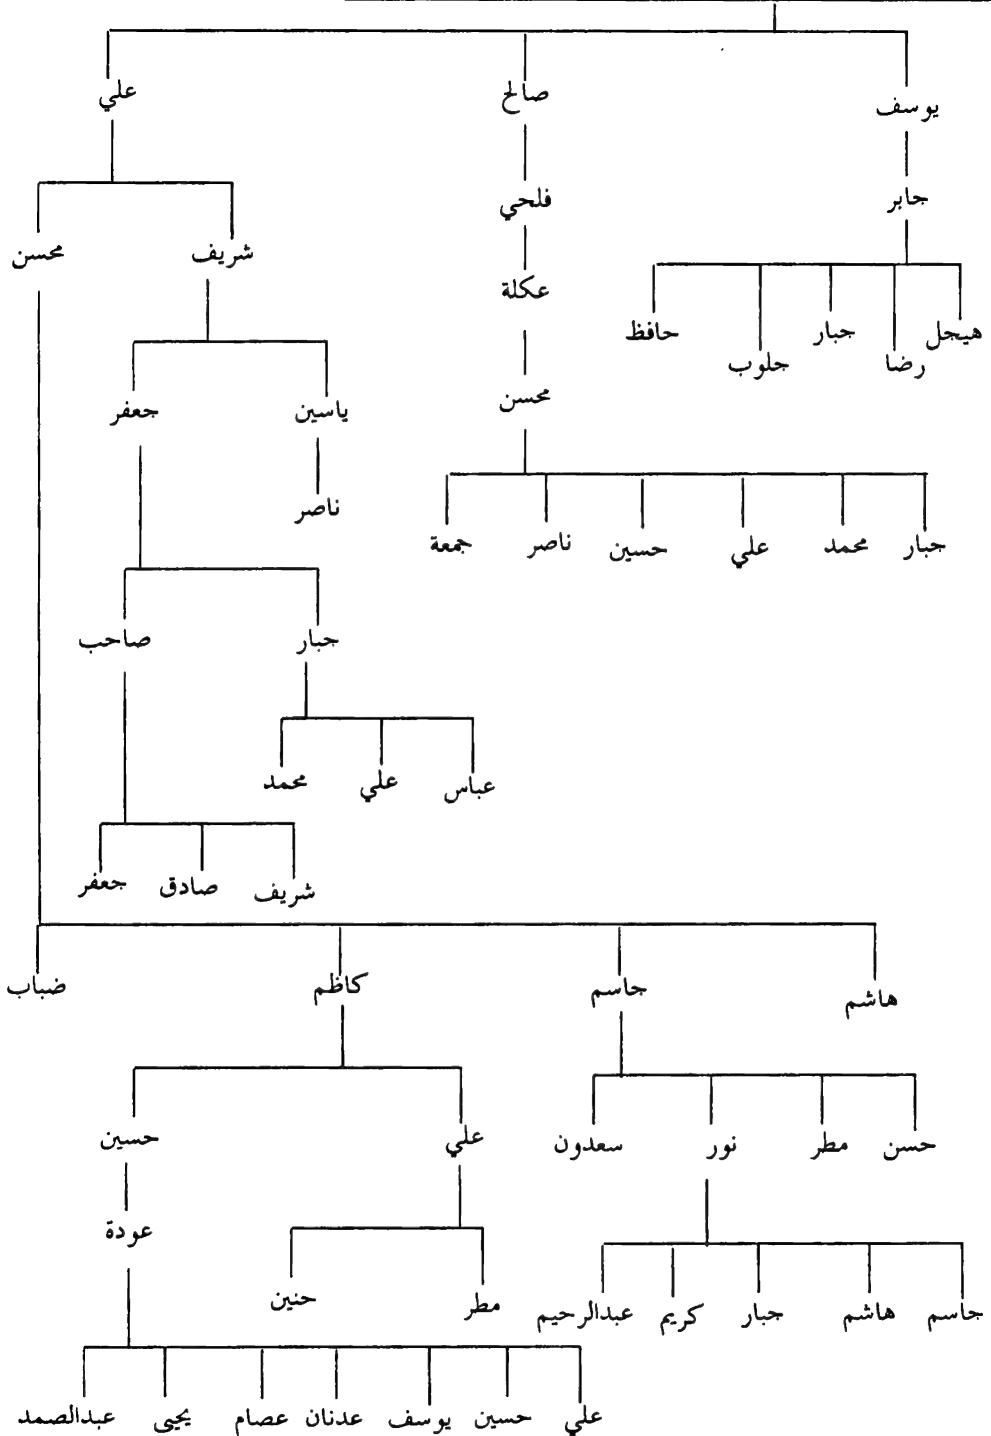 يوسف صالح علي
جابر فلحي
شريف محسن
عكلة
هيجل رضا جبار جلوب حافظ
محسن
ياسين جعفر
ناصر
جبار محمد علي حسين ناصر جمعة
جبار صاحب
عباس علي محمد
شريف صادق جعفر
هاشم جاسم كاظم ضباب
حسن مطر نور سعدون
علي حسين
عودة
مطر حنين
جاسم هاشم جبار كريم عبدالرحيم
علي حسين يوسف عدنان عصام يحيى عبدالصمد